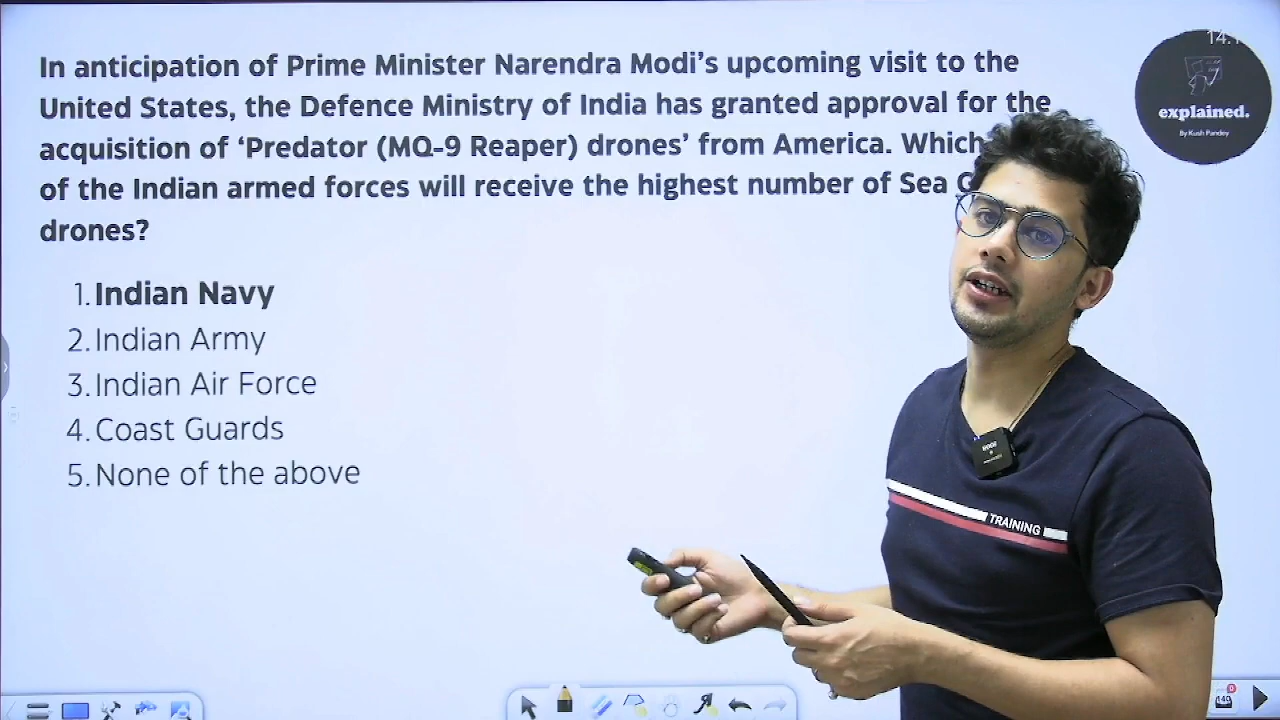 In anticipation of Prime Minister Narendra Modi's upcoming visit to the
United States, the Defence Ministry of India has granted approval for the
acquisition of ‘Predator (MQ-9 Reaper) drones’ from America. Which
of the Indian armed forces will receive the highest number of Sea
drones?
1. Indian Navy
2. Indian Army
3. Indian Air Force
4. Coast Guards
5. None of the above
explained.
By Kush Pandey
TRAINING